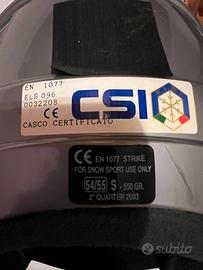 EN 1077
ELS 096
0032208
CSI
CASCO CERTIFICATO
CE EN 1077 STRIKE
FOR SNOW SPORT USE ONLY
54/55 S ~550 GR.
2° QUARTER 2003
subito